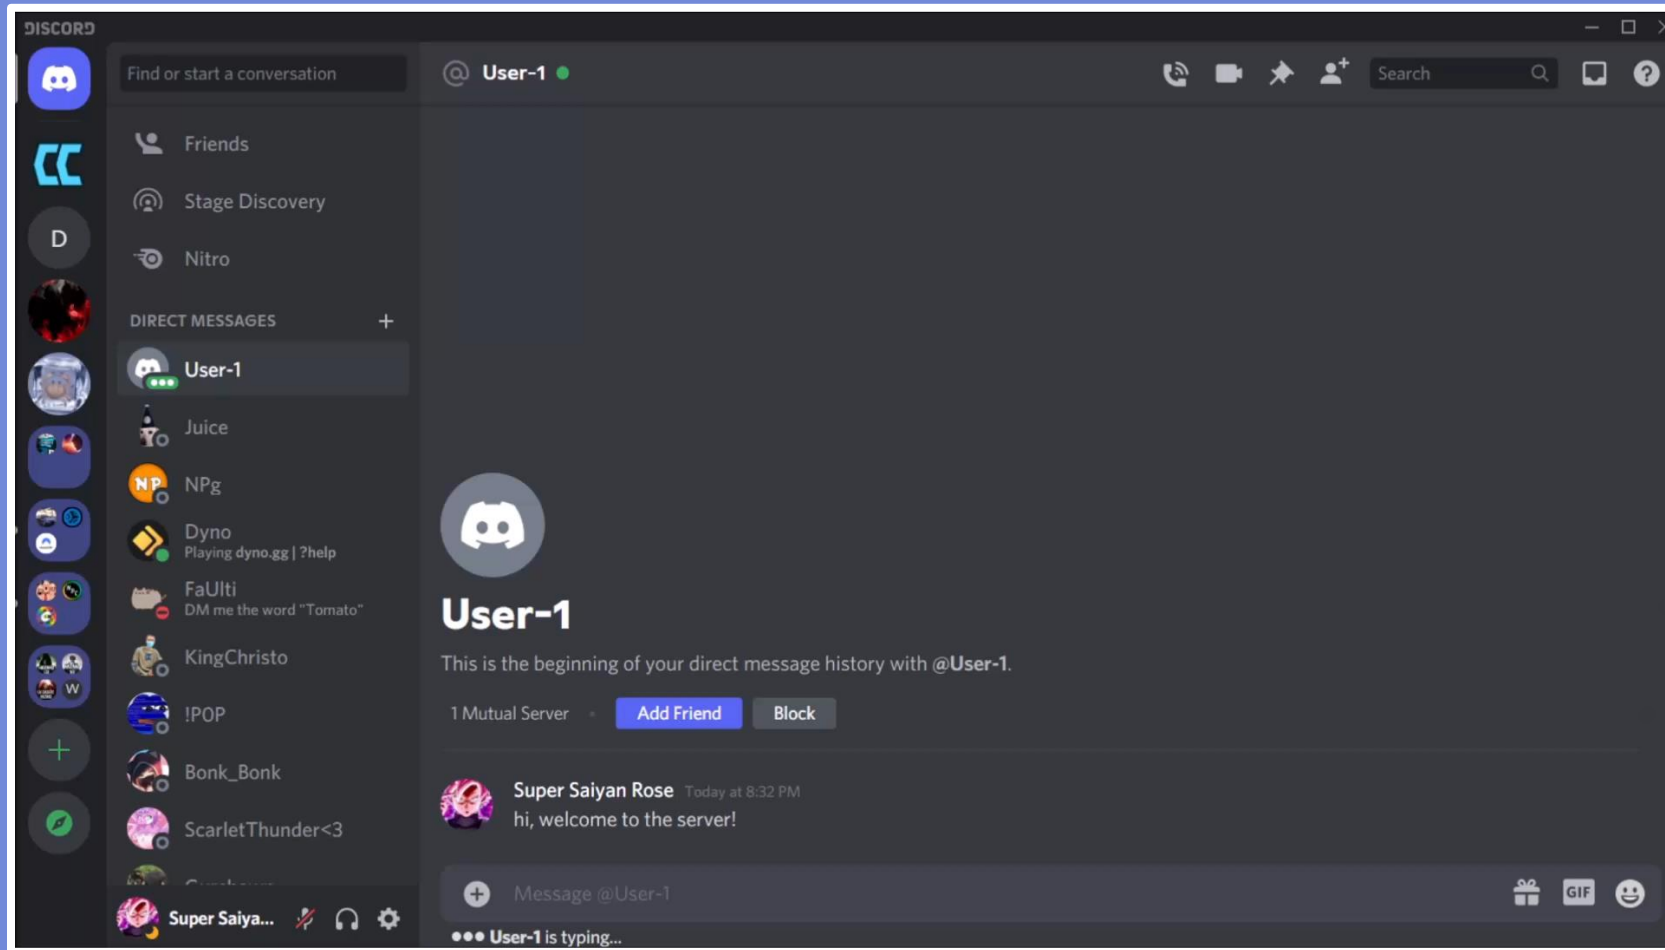 DISCORD
Find or start a conversation
Friends
Stage Discovery
Nitro
DIRECT MESSAGES
User-1
Juice
NP
NPg
Dyno
Playing dyno.gg | ?help
FaUlti
DM me the word "Tomato"
KingChristo
!POP
Bonk_Bonk
ScarletThunder<3
Super Saiya...
D
W
User-1
Search
User-1
This is the beginning of your direct message history with @User-1.
1 Mutual Server
Add Friend
Block
Super Saiyan Rose Today at 8:32 PM
hi, welcome to the server!
Message @User-1
GIF
User-1 is typing...